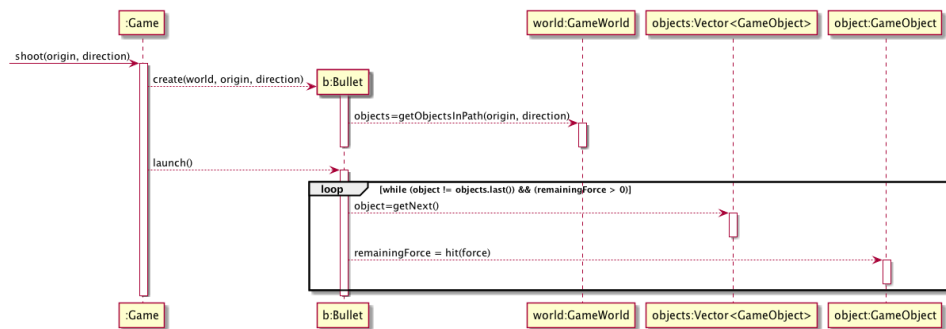 :Game
world:GameWorld
objects:Vector<GameObject>
object:GameObject
shoot(origin, direction)
create(world, origin, direction)
b:Bullet
objects=getObjectsInPath(origin, direction)
launch()
loop
[while (object != objects.last()) && (remainingForce > 0)]
object=getNext()
remainingForce = hit(force)
:Game
b:Bullet
world:GameWorld
objects:Vector<GameObject>
object:GameObject